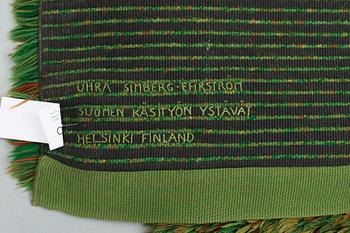 UHRA SIMBERG-EHRSTRÖM
SUOMEN KÄSITYÖN YSTÄVÄT
HELSINKI FINLAND